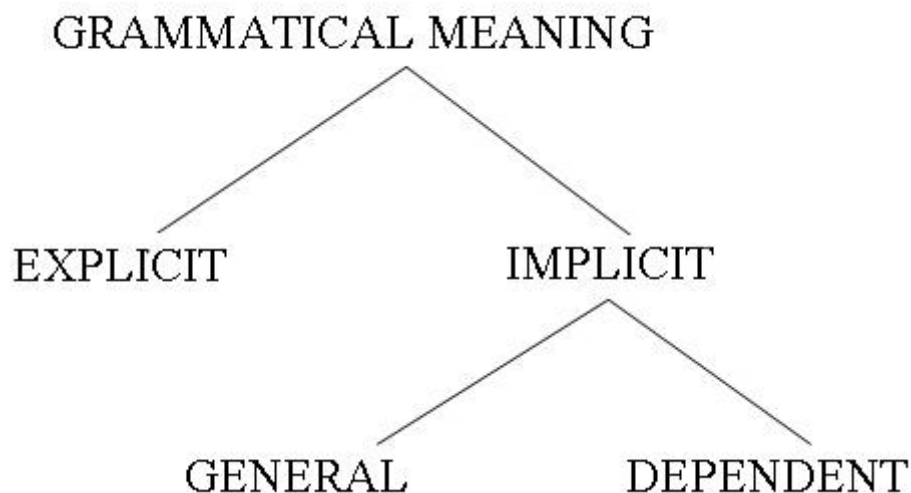 GRAMMATICAL MEANING
EXPLICIT IMPLICIT
GENERAL DEPENDENT